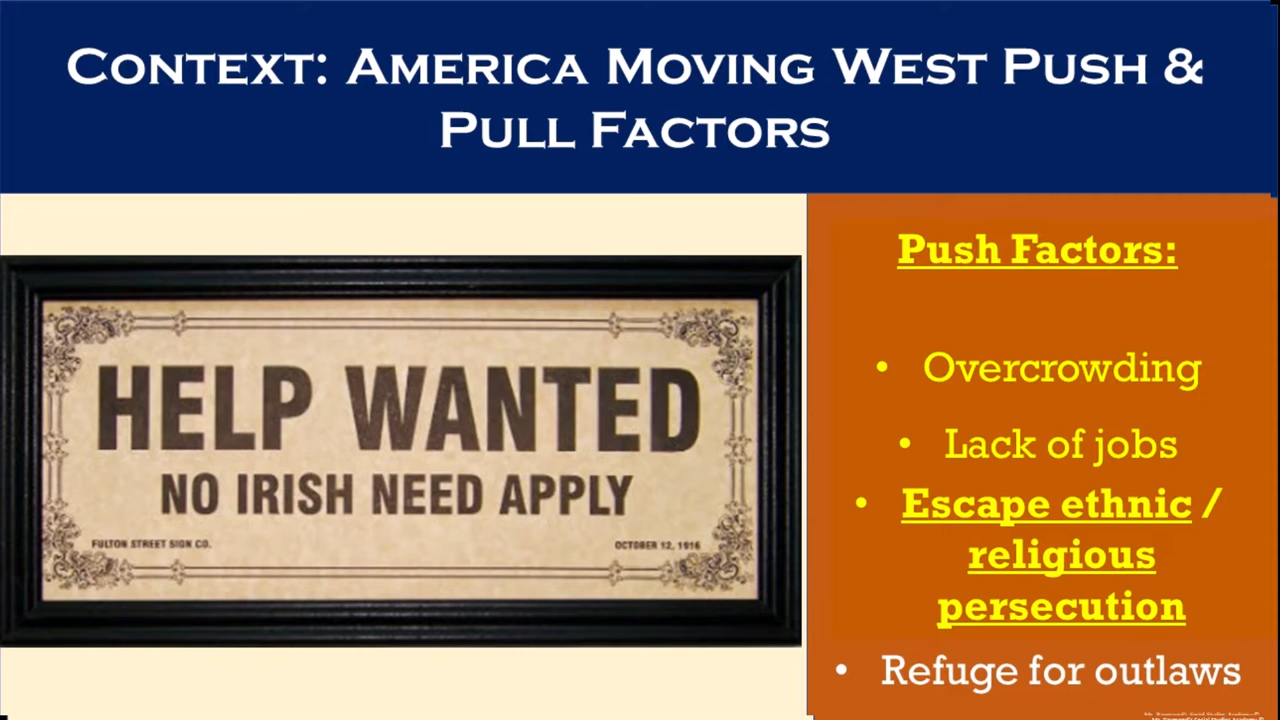 CONTEXT: AMERICA MOVING WEST PUSH &
PULL FACTORS
HELP WANTED
NO IRISH NEED APPLY
FULTON STREET SIGN CO.
OCTOBER 12, 1916
Push Factors:
• Overcrowding
• Lack of jobs
• Escape ethnic /
religious
persecution
• Refuge for outlaws